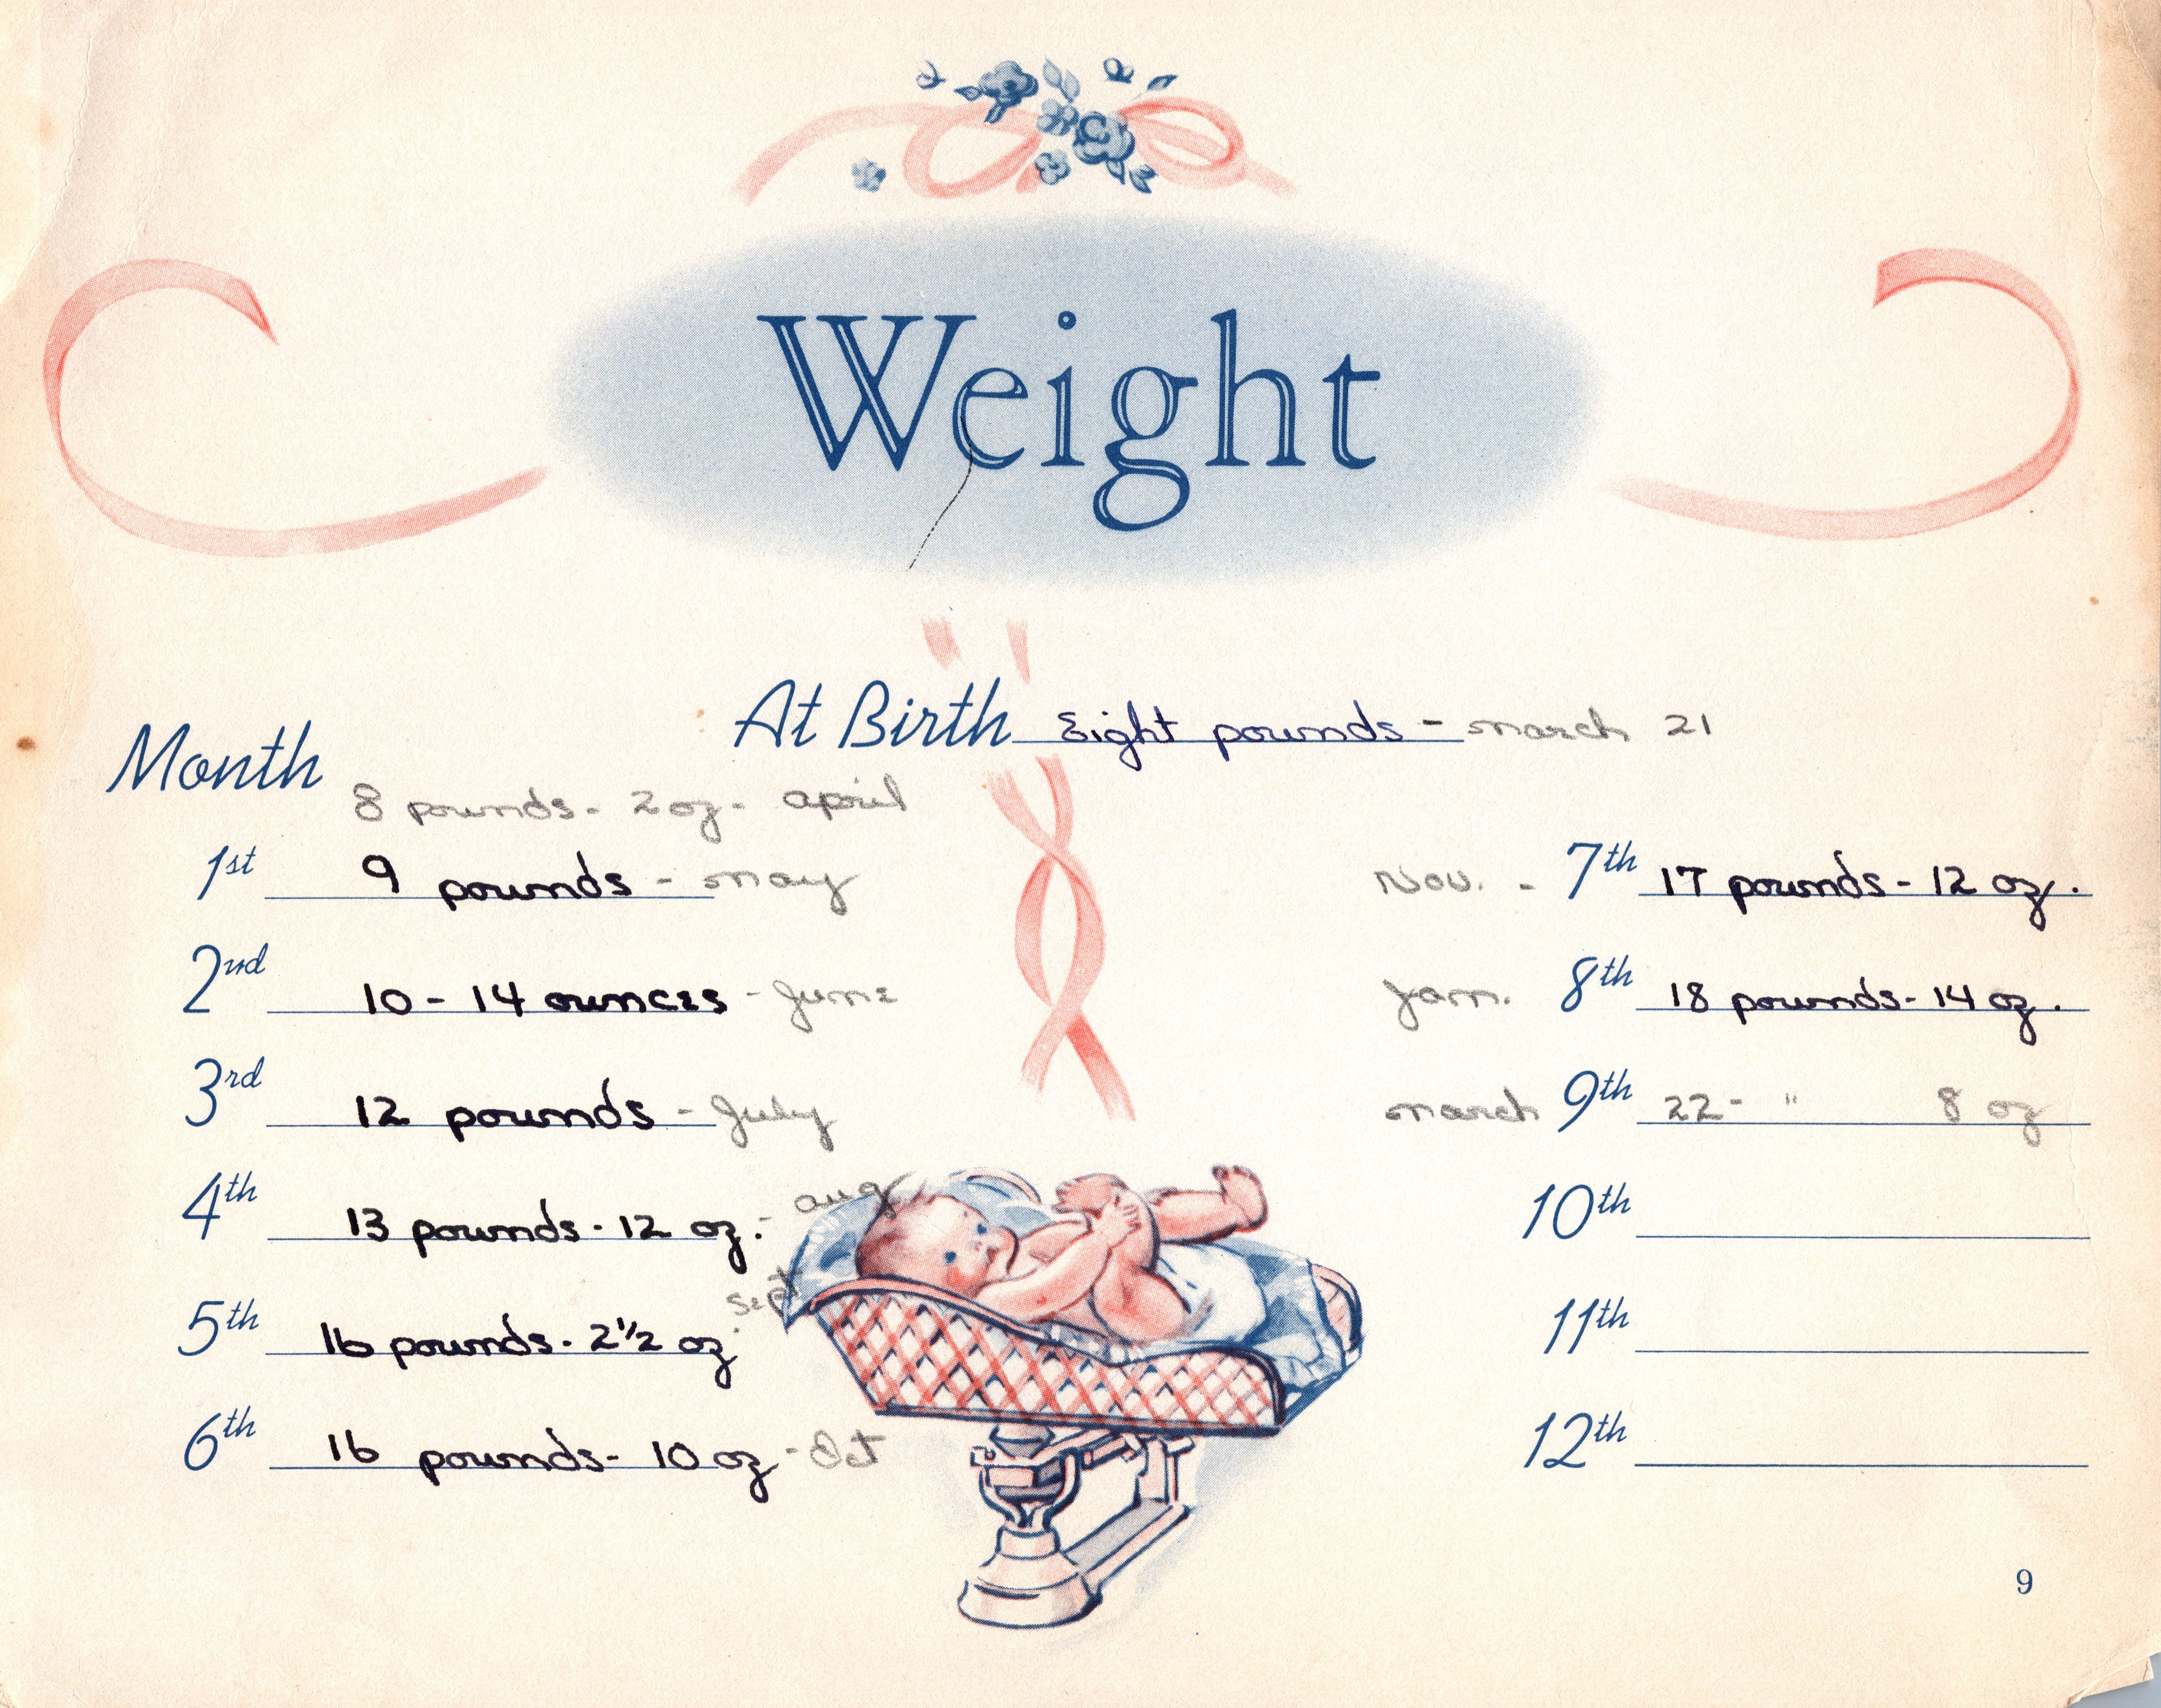 Weight
At Birth Eight pounds - march 21
Month
8 pounds - 2 oz - april
1st 9 pounds - may
2nd 10 - 14 ounces - June
3rd 12 pounds - July
4th 13 pounds - 12 oz. - aug
5th 16 pounds - 2 1/2 oz. sept
6th 16 pounds - 10 oz - Oct
Nov. - 7th 17 pounds - 12 oz.
Jan. 8th 18 pounds - 14 oz.
march 9th 22 - " 8 oz
10th
11th
12th
9